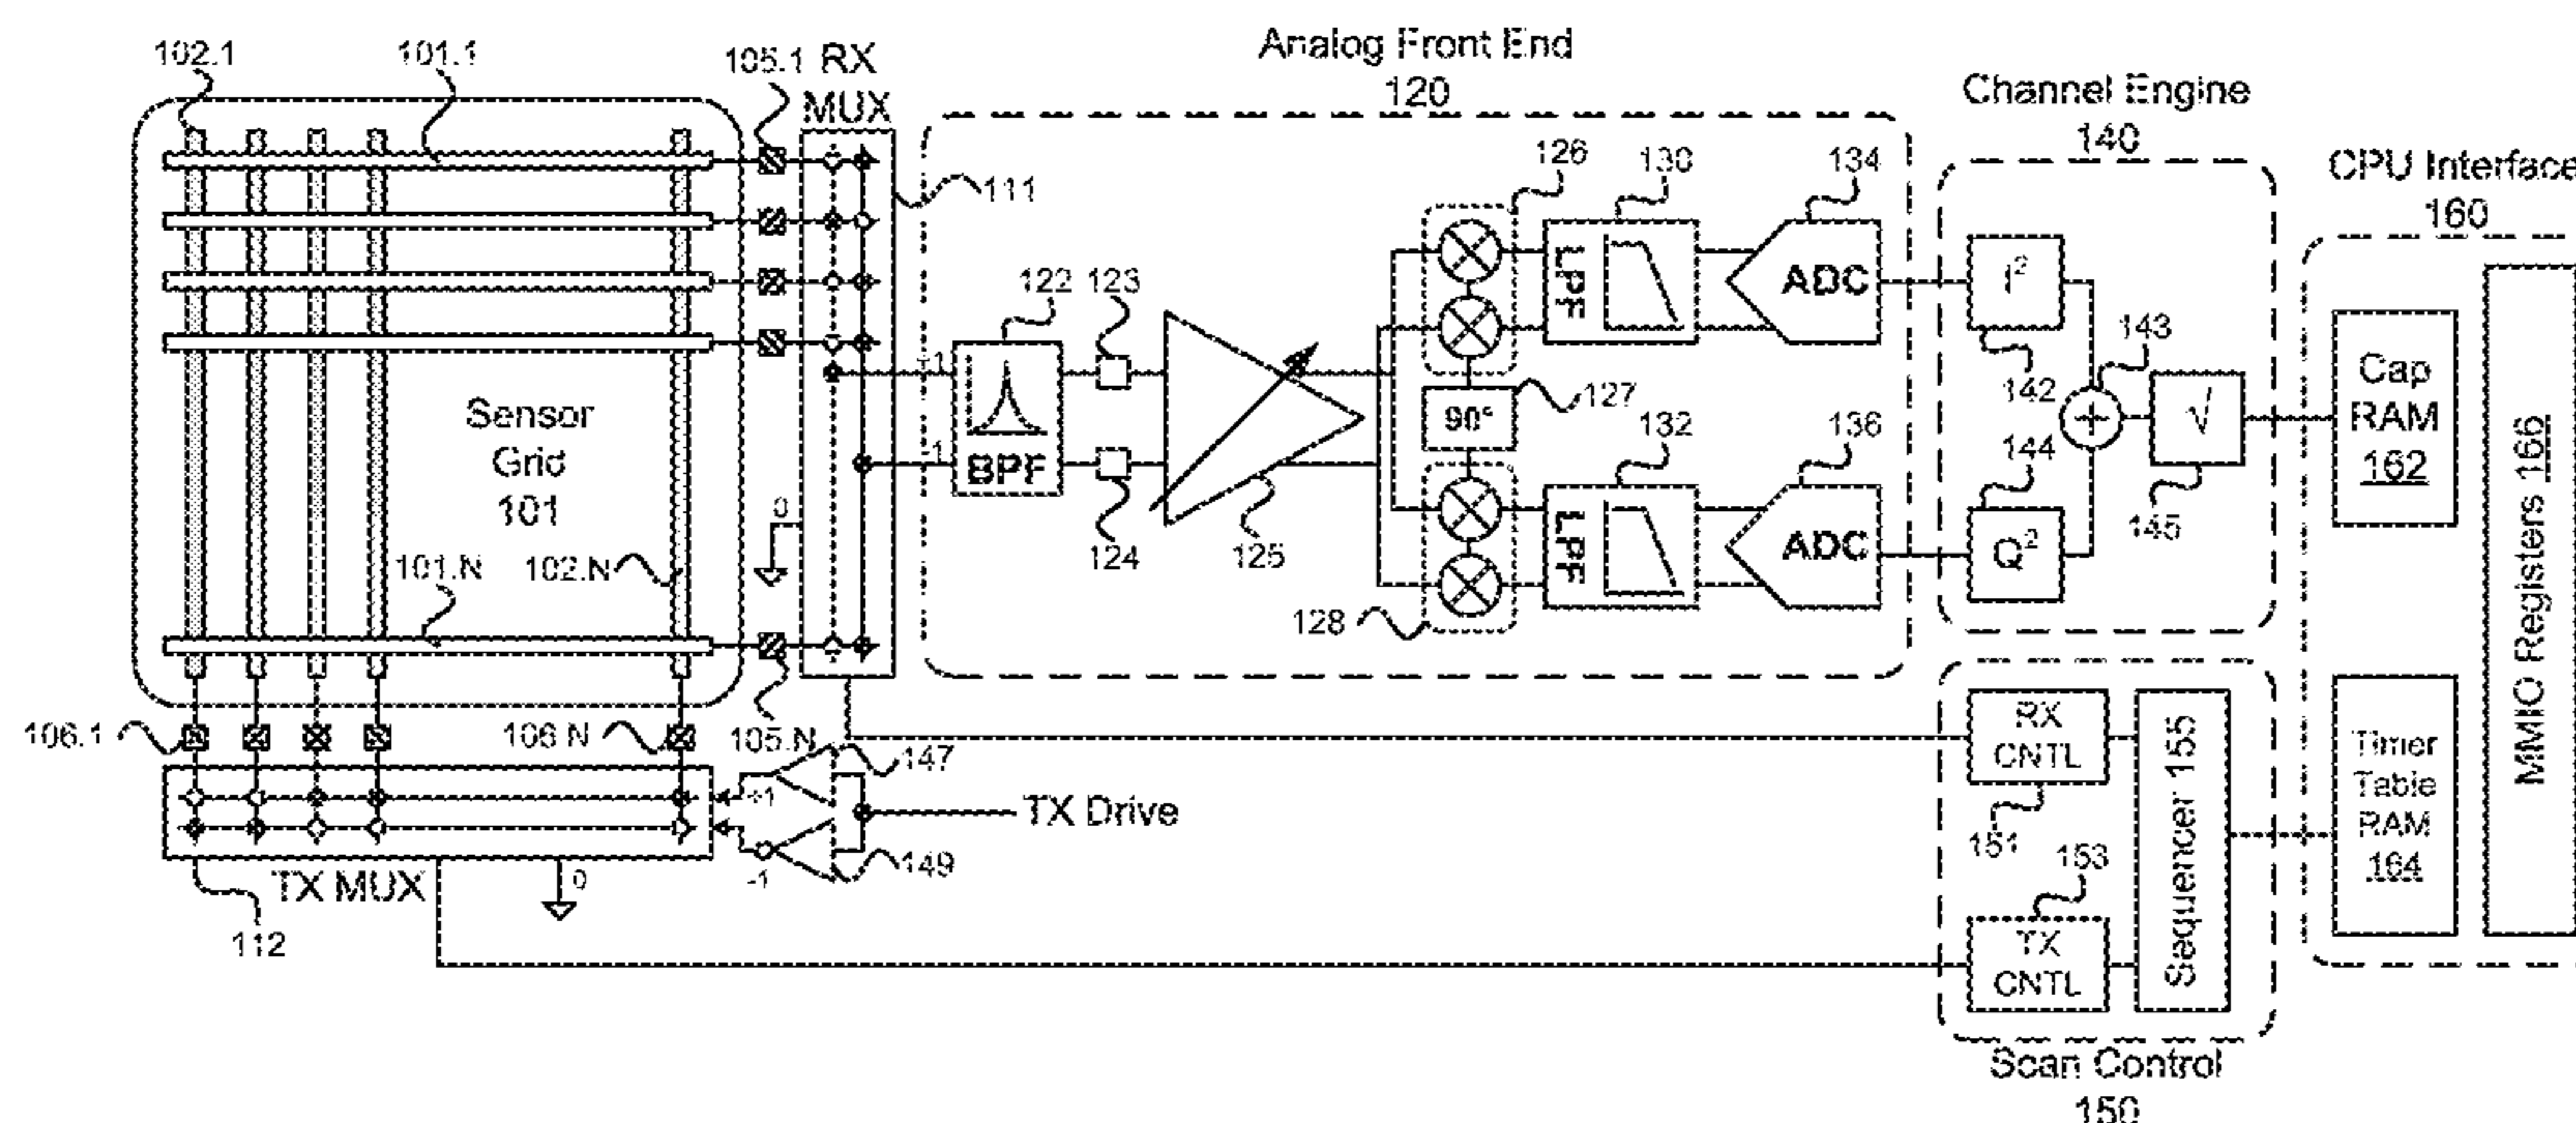 102.1
101.1
105.1 RX
MUX
111
Sensor
Grid
101
101.N
102.N
106.1
106 N
105.N
0
TX MUX
112
0
+1
-1
147
149
TX Drive
Analog Front End
120
1
-1
122
BPF
123
124
125
126
90°
127
128
130
LPF
132
LPF
134
ADC
136
ADC
Channel Engine
140
I²
142
143
144
Q²
√
145
RX
CNTL
151
153
TX
CNTL
Sequencer 155
Scan Control
150
CPU Interface
160
Cap
RAM
162
Timer
Table
RAM
164
MMIO Registers 166